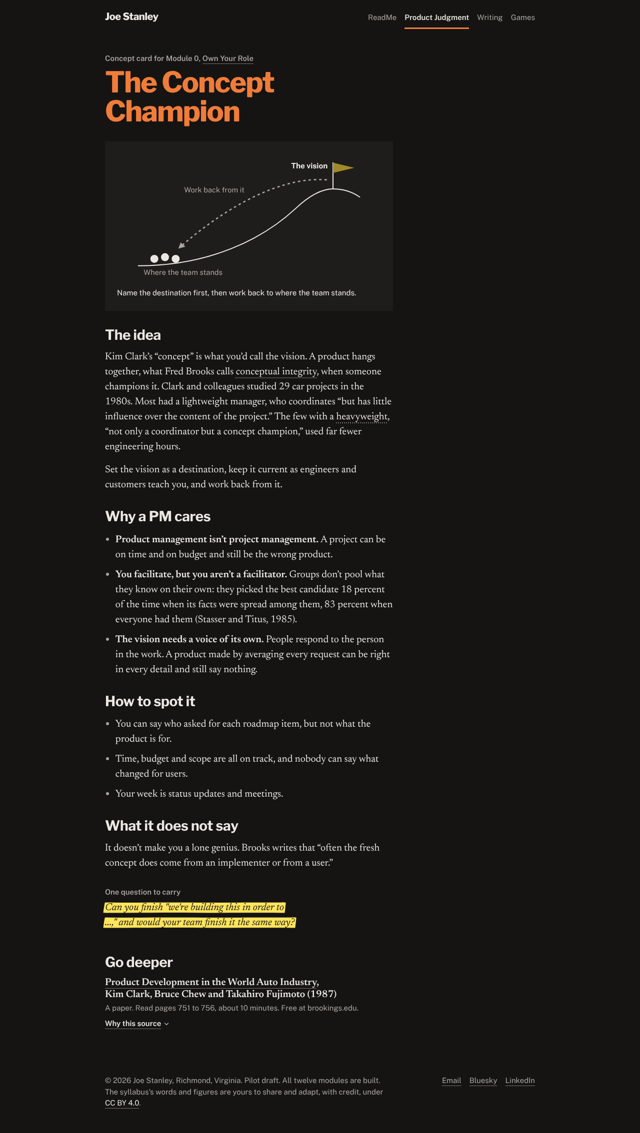 Joe Stanley
ReadMe Product Judgment Writing Games
Concept card for Module 0, Own Your Role
The Concept
Champion
The vision
Work back from it
Where the team stands
Name the destination first, then work back to where the team stands.
The idea
Kim Clark's “concept” is what you'd call the vision. A product hangs
together, what Fred Brooks calls conceptual integrity, when someone
champions it. Clark and colleagues studied 29 car projects in the
1980s. Most had a lightweight manager, who coordinates “but has little
influence over the content of the project.” The few with a heavyweight,
“not only a coordinator but a concept champion,” used far fewer
engineering hours.
Set the vision as a destination, keep it current as engineers and
customers teach you, and work back from it.
Why a PM cares
• Product management isn't project management. A project can be
on time and on budget and still be the wrong product.
• You facilitate, but you aren't a facilitator. Groups don't pool what
they know on their own: they picked the best candidate 18 percent
of the time when its facts were spread among them, 83 percent when
everyone had them (Stasser and Titus, 1985).
• The vision needs a voice of its own. People respond to the person
in the work. A product made by averaging every request can be right
in every detail and still say nothing.
How to spot it
• You can say who asked for each roadmap item, but not what the
product is for.
• Time, budget and scope are all on track, and nobody can say what
changed for users.
• Your week is status updates and meetings.
What it does not say
It doesn't make you a lone genius. Brooks writes that “often the fresh
concept does come from an implementer or from a user.”
One question to carry
Can you finish "we're building this in order to
...," and would your team finish it the same way?
Go deeper
Product Development in the World Auto Industry,
Kim Clark, Bruce Chew and Takahiro Fujimoto (1987)
A paper. Read pages 751 to 756, about 10 minutes. Free at brookings.edu.
Why this source
© 2026 Joe Stanley, Richmond, Virginia. Pilot draft. All twelve modules are built.
The syllabus's words and figures are yours to share and adapt, with credit, under
CC BY 4.0.
Email Bluesky LinkedIn